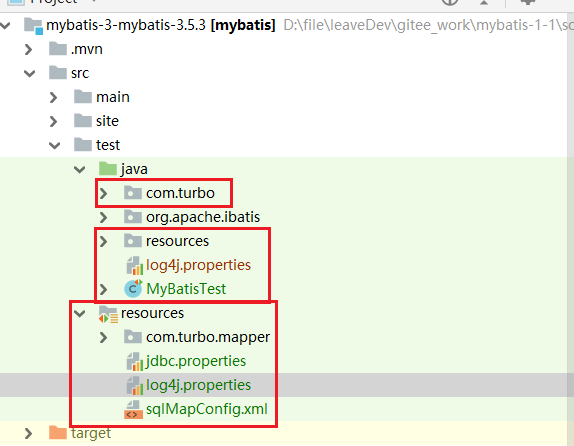 mybatis-3-mybatis-3.5.3 [mybatis] D:\file\leaveDev\gitee_work\mybatis-1-1\so
.mvn
src
main
site
test
java
com.turbo
org.apache.ibatis
resources
log4j.properties
MyBatisTest
resources
com.turbo.mapper
jdbc.properties
log4j.properties
sqlMapConfig.xml
target